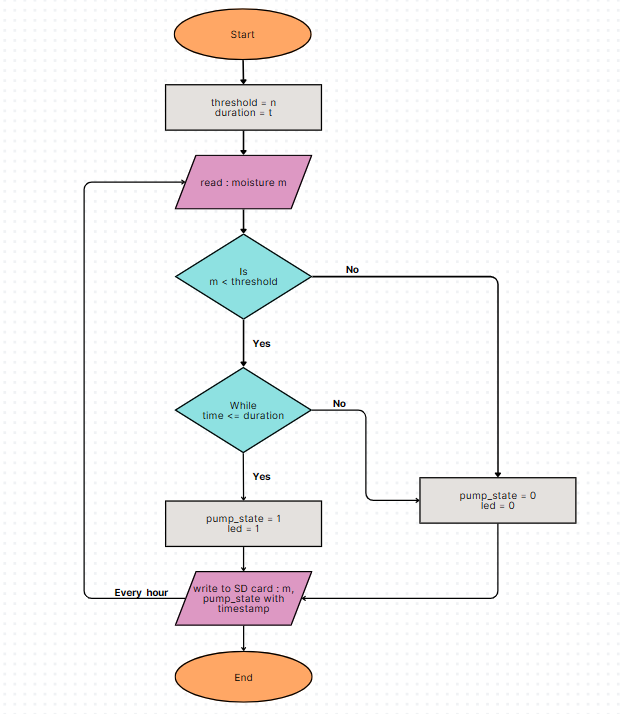 Start
threshold = n
duration = t
read : moisture m
Is
m < threshold
No
Yes
While
time <= duration
No
Yes
pump_state = 1
led = 1
pump_state = 0
led = 0
write to SD card : m,
pump_state with
timestamp
Every hour
End